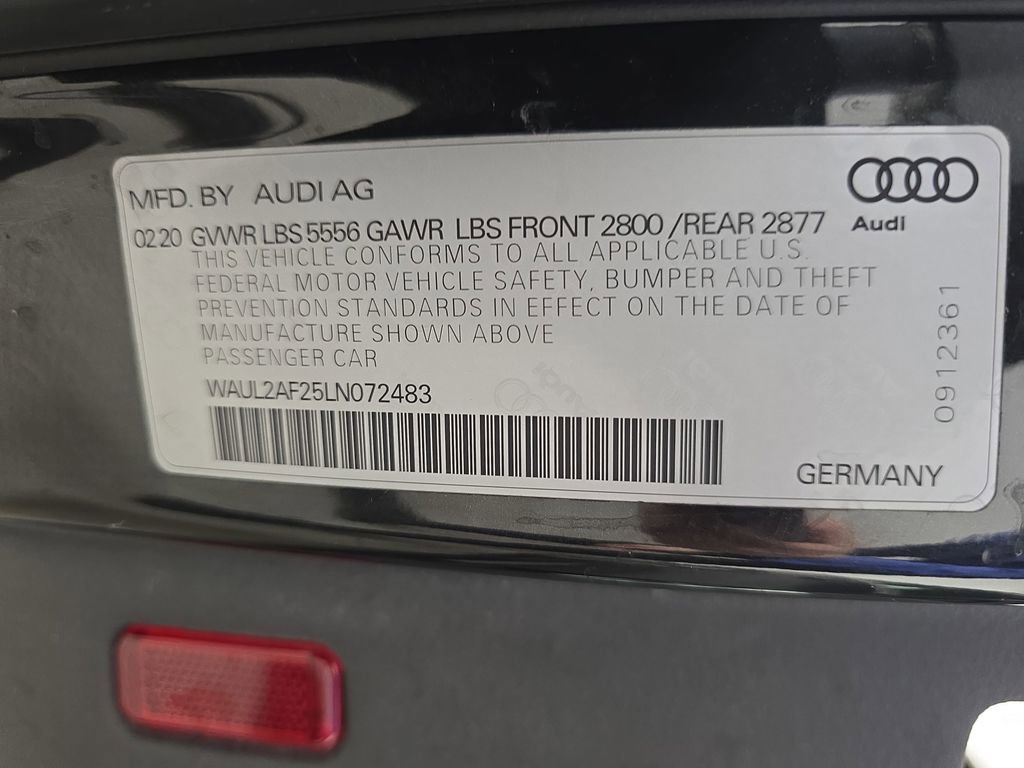 MFD. BY AUDI AG
Audi
0220 GVWR LBS 5556 GAWR LBS FRONT 2800 /REAR 2877
THIS VEHICLE CONFORMS TO ALL APPLICABLE U.S.
FEDERAL MOTOR VEHICLE SAFETY, BUMPER AND THEFT
PREVENTION STANDARDS IN EFFECT ON THE DATE OF
MANUFACTURE SHOWN ABOVE
PASSENGER CAR
WAUL2AF25LN072483
0912361
GERMANY